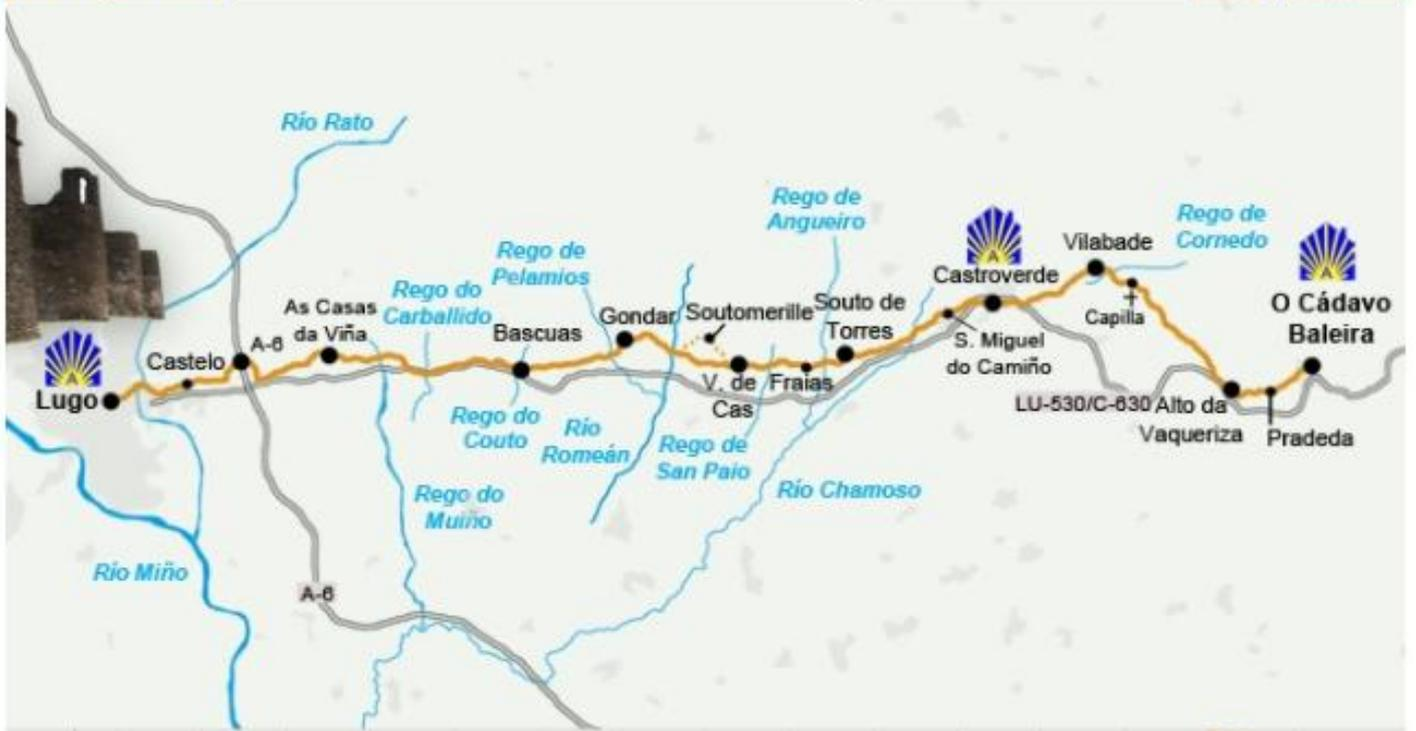 Río Rato
Rego de
Angueiro
Rego de
Cornedo
Vilabade
Rego de
Pelamios
Castroverde
O Cádavo
Baleira
As Casas
da Viña
Rego do
Carballido
Bascuas
Gondar
Soutomerille
Souto de
Torres
Capilla
A-6
Castelo
S. Miguel
do Camiño
Lugo
V. de
Cas
Fraias
LU-530/C-630
Alto da
Vaqueriza
Pradeda
Rego do
Couto
Río
Romeán
Rego de
San Paio
Rego do
Muiño
Río Chamoso
Río Miño
A-6